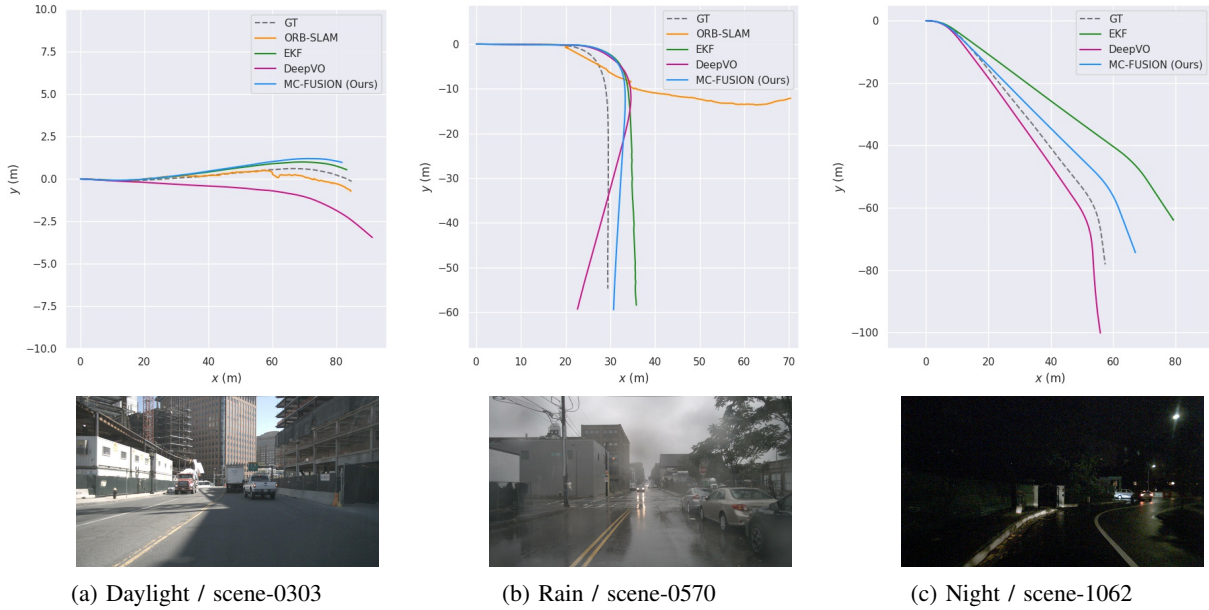 10.0
7.5
5.0
2.5
0.0
−2.5
−5.0
−7.5
−10.0
y (m)
0 20 40 60 80
x (m)
GT
ORB-SLAM
EKF
DeepVO
MC-FUSION (Ours)
0
−10
−20
−30
−40
−50
−60
y (m)
0 10 20 30 40 50 60 70
x (m)
GT
ORB-SLAM
EKF
DeepVO
MC-FUSION (Ours)
0
−20
−40
−60
−80
−100
y (m)
0 20 40 60 80
x (m)
GT
EKF
DeepVO
MC-FUSION (Ours)
(a) Daylight / scene-0303
(b) Rain / scene-0570
(c) Night / scene-1062